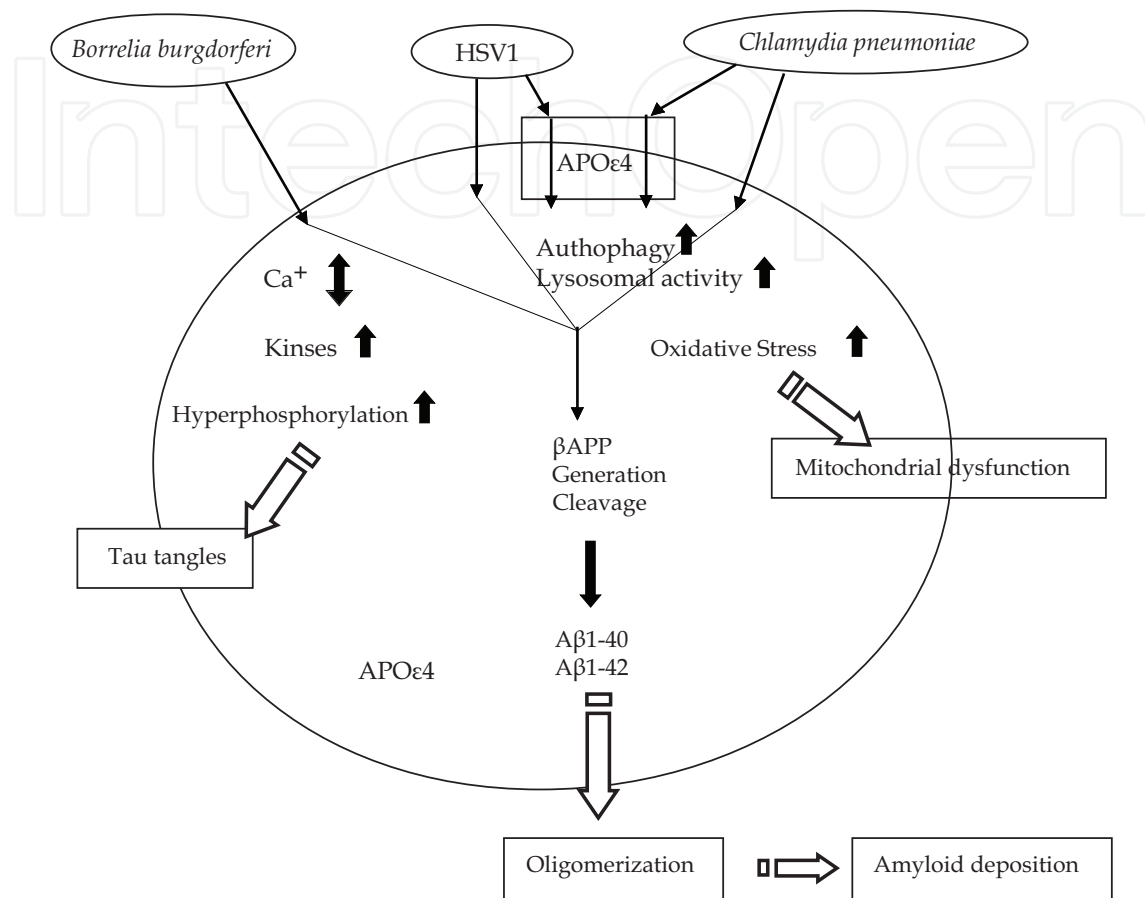 Borrelia burgdorferi
HSV1
Chlamydia pneumoniae
IntechOpen
APOε4
Authophagy
Lysosomal activity
Ca+
Kinses
Oxidative Stress
Hyperphosphorylation
βAPP
Generation
Cleavage
Mitochondrial dysfunction
Tau tangles
Aβ1-40
Aβ1-42
APOε4
Oligomerization
Amyloid deposition